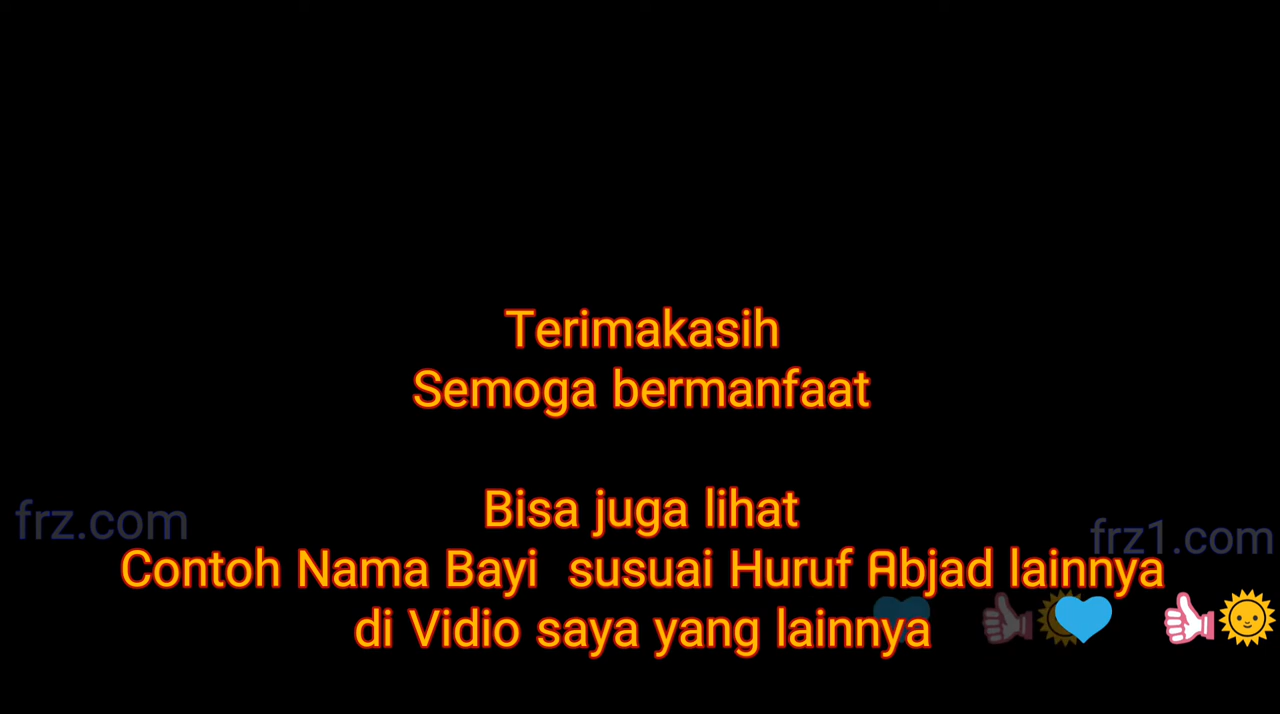 Terimakasih
Semoga bermanfaat
Bisa juga lihat
frz.com
frz1.com
Contoh Nama Bayi susuai Huruf Abjad lainnya
di Vidio saya yang lainnya